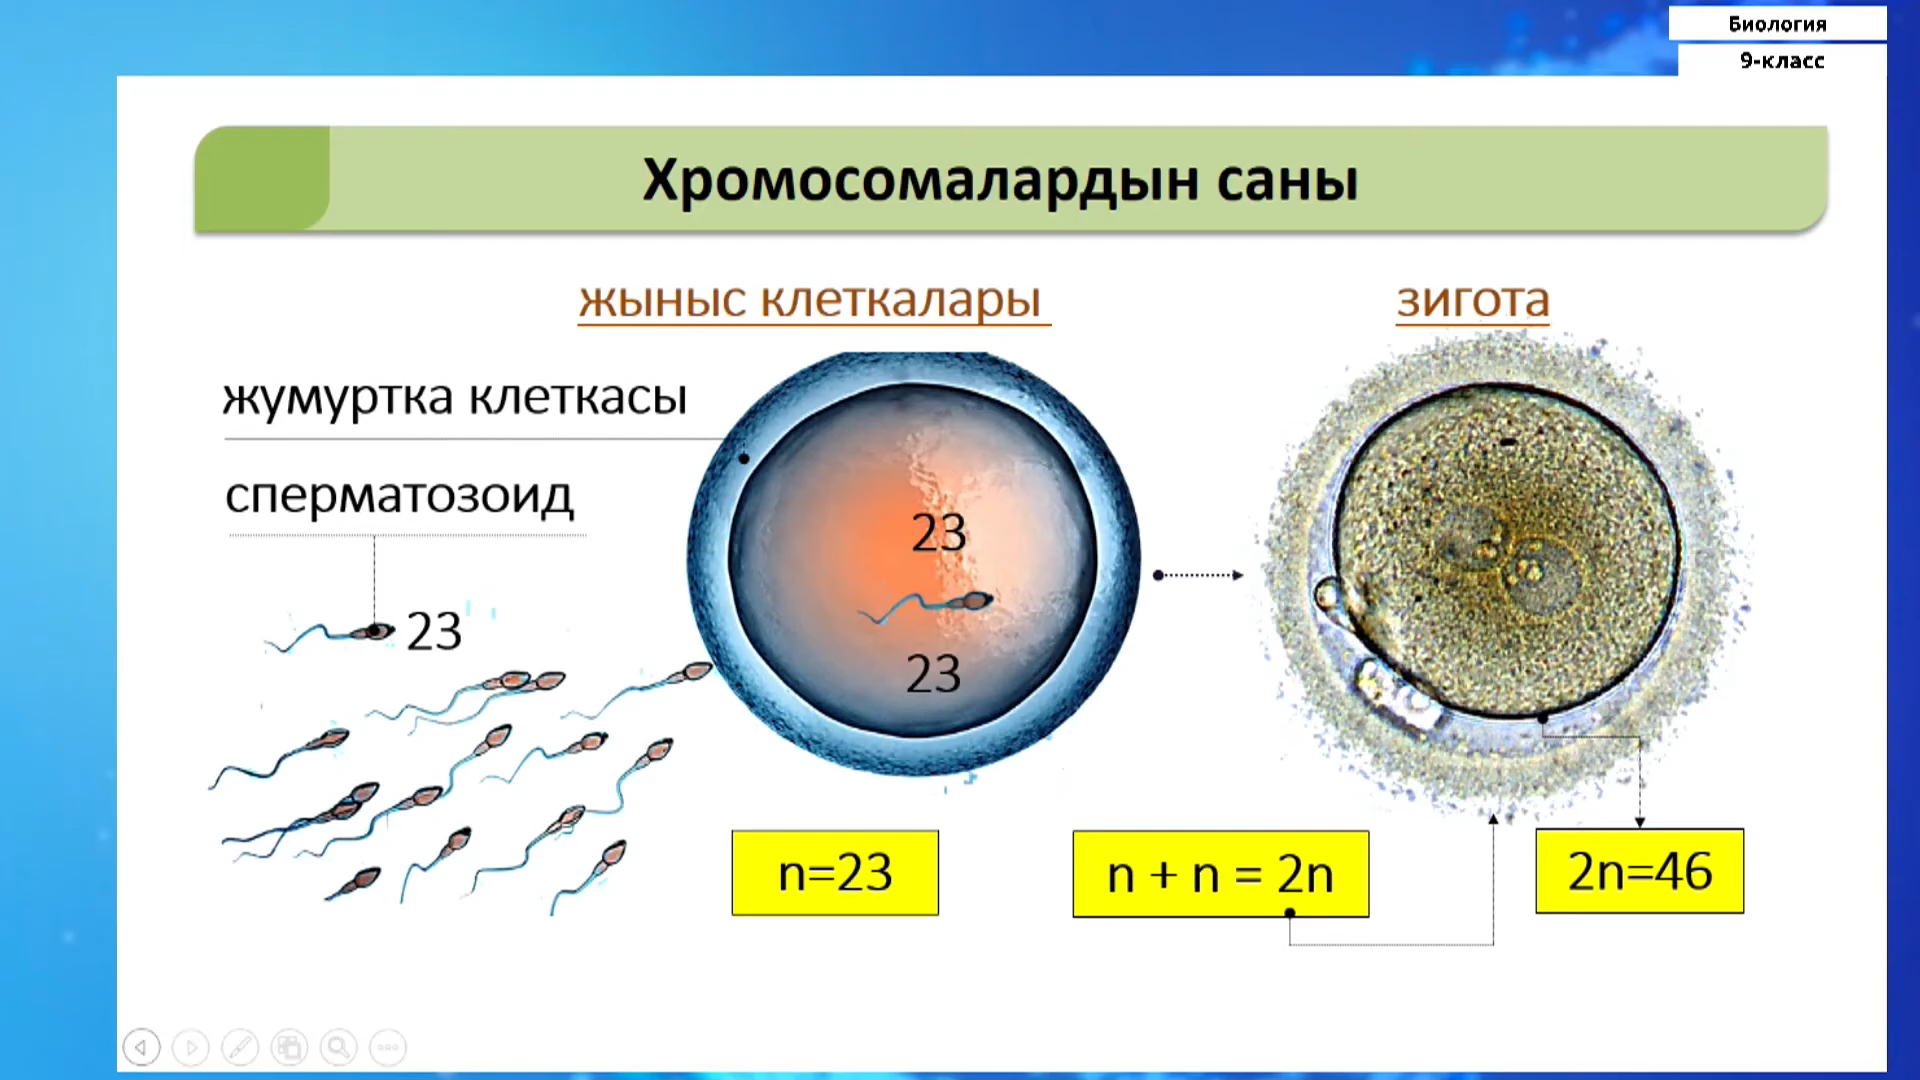 Биология
9-класс
Хромосомалардын саны
жыныс клеткалары
зигота
жумуртка клеткасы
сперматозоид
23
23
23
n=23
n + n = 2n
2n=46